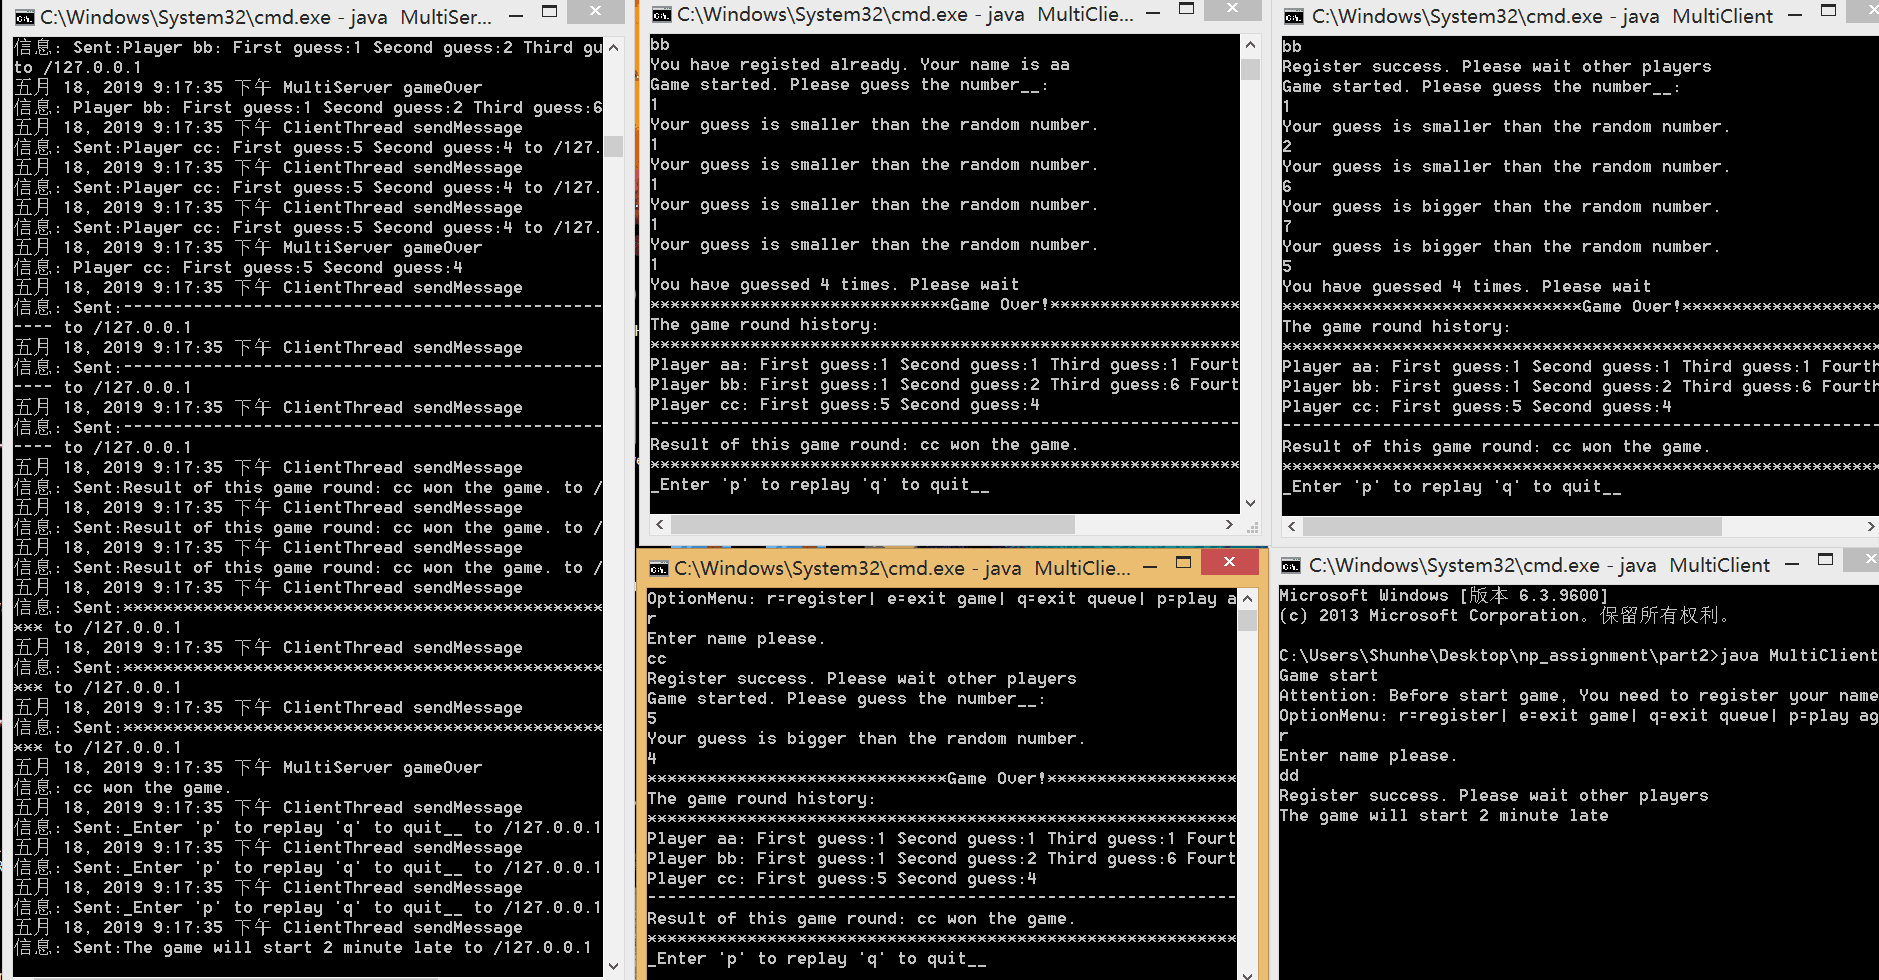 C:\Windows\System32\cmd.exe - java  MultiSer...
信息: Sent:Player bb: First guess:1 Second guess:2 Third gu
to /127.0.0.1
五月 18, 2019 9:17:35 下午 MultiServer gameOver
信息: Player bb: First guess:1 Second guess:2 Third guess:6
五月 18, 2019 9:17:35 下午 ClientThread sendMessage
信息: Sent:Player cc: First guess:5 Second guess:4 to /127.
五月 18, 2019 9:17:35 下午 ClientThread sendMessage
信息: Sent:Player cc: First guess:5 Second guess:4 to /127.
五月 18, 2019 9:17:35 下午 ClientThread sendMessage
信息: Sent:Player cc: First guess:5 Second guess:4 to /127.
五月 18, 2019 9:17:35 下午 MultiServer gameOver
信息: Player cc: First guess:5 Second guess:4
五月 18, 2019 9:17:35 下午 ClientThread sendMessage
信息: Sent:------------------------------------------------
---- to /127.0.0.1
五月 18, 2019 9:17:35 下午 ClientThread sendMessage
信息: Sent:------------------------------------------------
---- to /127.0.0.1
五月 18, 2019 9:17:35 下午 ClientThread sendMessage
信息: Sent:------------------------------------------------
---- to /127.0.0.1
五月 18, 2019 9:17:35 下午 ClientThread sendMessage
信息: Sent:Result of this game round: cc won the game. to /
五月 18, 2019 9:17:35 下午 ClientThread sendMessage
信息: Sent:Result of this game round: cc won the game. to /
五月 18, 2019 9:17:35 下午 ClientThread sendMessage
信息: Sent:Result of this game round: cc won the game. to /
五月 18, 2019 9:17:35 下午 ClientThread sendMessage
信息: Sent:************************************************
*** to /127.0.0.1
五月 18, 2019 9:17:35 下午 ClientThread sendMessage
信息: Sent:************************************************
*** to /127.0.0.1
五月 18, 2019 9:17:35 下午 ClientThread sendMessage
信息: Sent:************************************************
*** to /127.0.0.1
五月 18, 2019 9:17:35 下午 MultiServer gameOver
信息: cc won the game.
五月 18, 2019 9:17:35 下午 ClientThread sendMessage
信息: Sent:_Enter 'p' to replay 'q' to quit__ to /127.0.0.1
五月 18, 2019 9:17:35 下午 ClientThread sendMessage
信息: Sent:_Enter 'p' to replay 'q' to quit__ to /127.0.0.1
五月 18, 2019 9:17:35 下午 ClientThread sendMessage
信息: Sent:_Enter 'p' to replay 'q' to quit__ to /127.0.0.1
五月 18, 2019 9:17:35 下午 ClientThread sendMessage
信息: Sent:The game will start 2 minute late to /127.0.0.1
C:\Windows\System32\cmd.exe - java  MultiClie...
bb
You have registed already. Your name is aa
Game started. Please guess the number__:
1
Your guess is smaller than the random number.
1
Your guess is smaller than the random number.
1
Your guess is smaller than the random number.
1
Your guess is smaller than the random number.
1
You have guessed 4 times. Please wait
******************************Game Over!*******************
The game round history:
***********************************************************
Player aa: First guess:1 Second guess:1 Third guess:1 Fourt
Player bb: First guess:1 Second guess:2 Third guess:6 Fourt
Player cc: First guess:5 Second guess:4
-----------------------------------------------------------
Result of this game round: cc won the game.
***********************************************************
_Enter 'p' to replay 'q' to quit__
C:\Windows\System32\cmd.exe - java  MultiClient
bb
Register success. Please wait other players
Game started. Please guess the number__:
1
Your guess is smaller than the random number.
2
Your guess is smaller than the random number.
6
Your guess is bigger than the random number.
7
Your guess is bigger than the random number.
5
You have guessed 4 times. Please wait
******************************Game Over!********************
The game round history:
************************************************************
Player aa: First guess:1 Second guess:1 Third guess:1 Fourth
Player bb: First guess:1 Second guess:2 Third guess:6 Fourth
Player cc: First guess:5 Second guess:4
------------------------------------------------------------
Result of this game round: cc won the game.
************************************************************
_Enter 'p' to replay 'q' to quit__
C:\Windows\System32\cmd.exe - java  MultiClie...
OptionMenu: r=register| e=exit game| q=exit queue| p=play a
r
Enter name please.
cc
Register success. Please wait other players
Game started. Please guess the number__:
5
Your guess is bigger than the random number.
4
******************************Game Over!*******************
The game round history:
***********************************************************
Player aa: First guess:1 Second guess:1 Third guess:1 Fourt
Player bb: First guess:1 Second guess:2 Third guess:6 Fourt
Player cc: First guess:5 Second guess:4
-----------------------------------------------------------
Result of this game round: cc won the game.
***********************************************************
_Enter 'p' to replay 'q' to quit__
C:\Windows\System32\cmd.exe - java  MultiClient
Microsoft Windows [版本 6.3.9600]
(c) 2013 Microsoft Corporation。保留所有权利。
C:\Users\Shunhe\Desktop\np_assignment\part2>java MultiClient
Game start
Attention: Before start game, You need to register your name
OptionMenu: r=register| e=exit game| q=exit queue| p=play ag
r
Enter name please.
dd
Register success. Please wait other players
The game will start 2 minute late